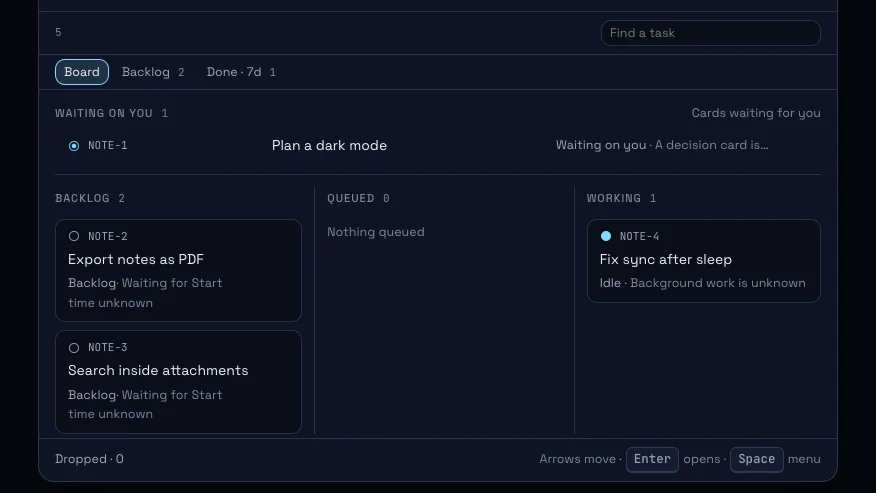 5
Find a task
Board Backlog 2 Done · 7d 1
WAITING ON YOU 1
Cards waiting for you
NOTE-1 Plan a dark mode Waiting on you · A decision card is…
BACKLOG 2
NOTE-2
Export notes as PDF
Backlog· Waiting for Start
time unknown
NOTE-3
Search inside attachments
Backlog· Waiting for Start
time unknown
QUEUED 0
Nothing queued
WORKING 1
NOTE-4
Fix sync after sleep
Idle · Background work is unknown
Dropped · 0
Arrows move · Enter opens · Space menu